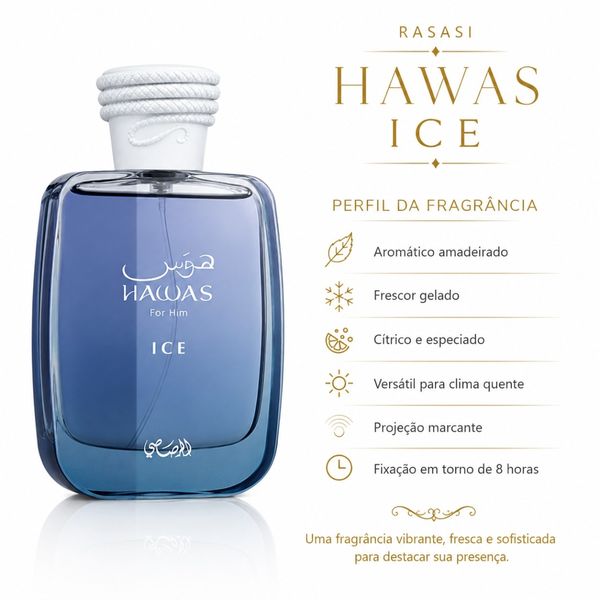 RASASI
HAWAS
ICE
PERFIL DA FRAGRÂNCIA
Aromático amadeirado
Frescor gelado
Cítrico e especiado
Versátil para clima quente
Projeção marcante
Fixação em torno de 8 horas
Uma fragrância vibrante, fresca e sofisticada
para destacar sua presença.
هوس
HAWAS
For Him
ICE
الرصاصي